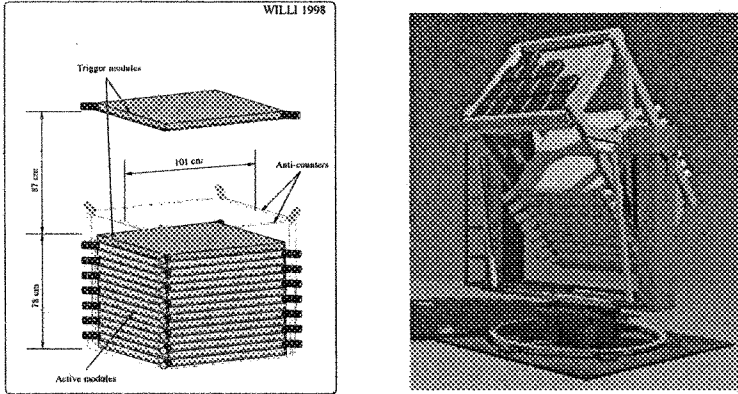 WILLI 1998
Trigger modules
101 cm
Anti-counters
87 cm
78 cm
Active modules